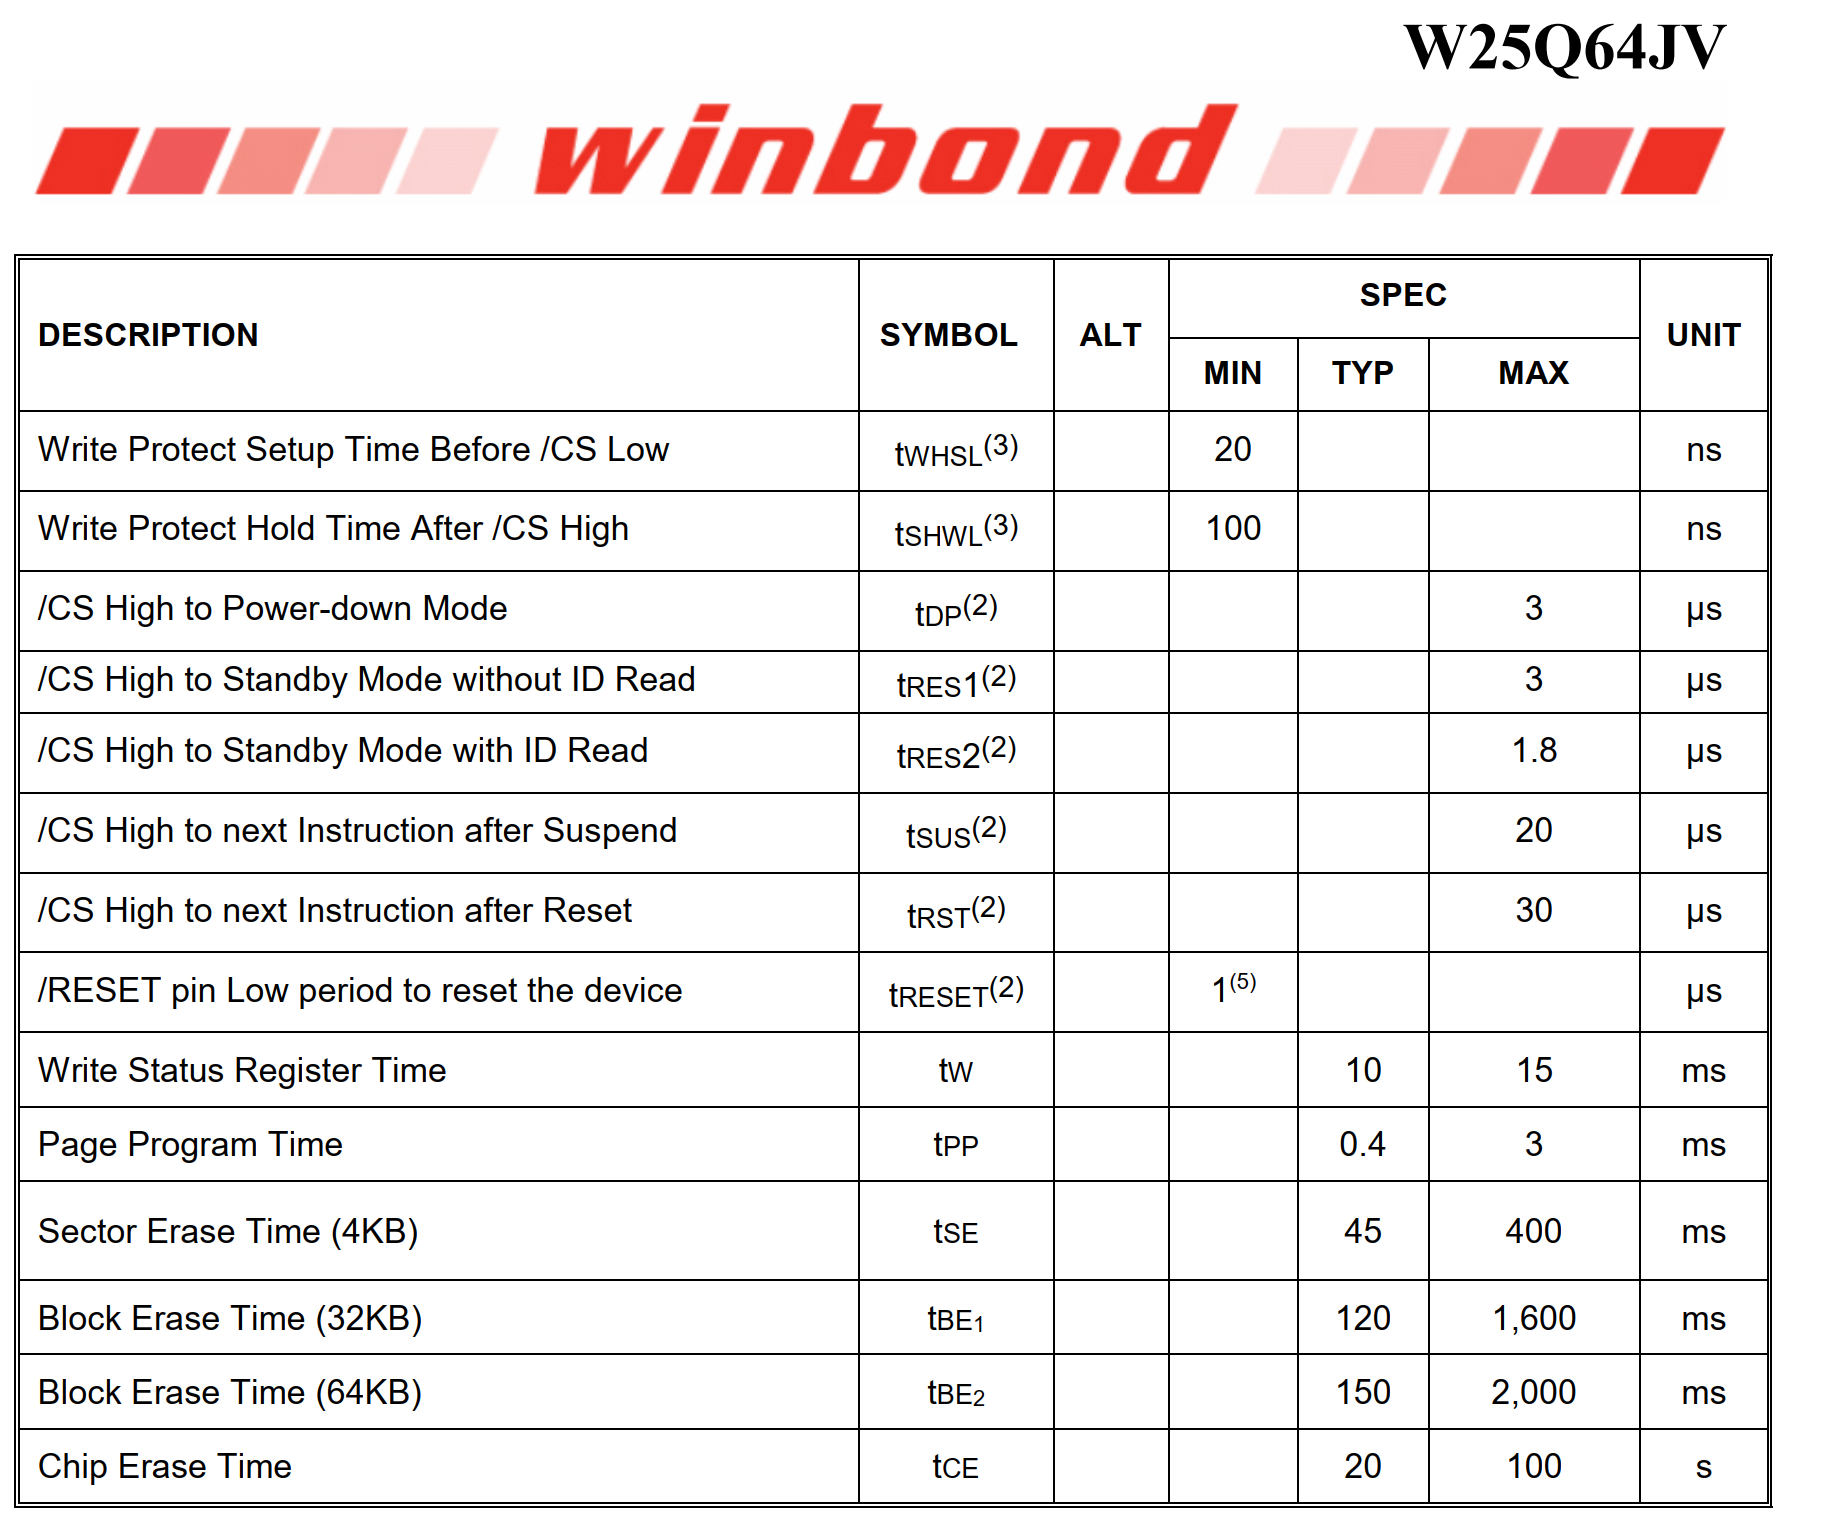 W25Q64JV
winbond
DESCRIPTION SYMBOL ALT SPEC UNIT
MIN TYP MAX
Write Protect Setup Time Before /CS Low tWHSL(3) 20 ns
Write Protect Hold Time After /CS High tSHWL(3) 100 ns
/CS High to Power-down Mode tDP(2) 3 µs
/CS High to Standby Mode without ID Read tRES1(2) 3 µs
/CS High to Standby Mode with ID Read tRES2(2) 1.8 µs
/CS High to next Instruction after Suspend tSUS(2) 20 µs
/CS High to next Instruction after Reset tRST(2) 30 µs
/RESET pin Low period to reset the device tRESET(2) 1(5) µs
Write Status Register Time tW 10 15 ms
Page Program Time tPP 0.4 3 ms
Sector Erase Time (4KB) tSE 45 400 ms
Block Erase Time (32KB) tBE1 120 1,600 ms
Block Erase Time (64KB) tBE2 150 2,000 ms
Chip Erase Time tCE 20 100 s